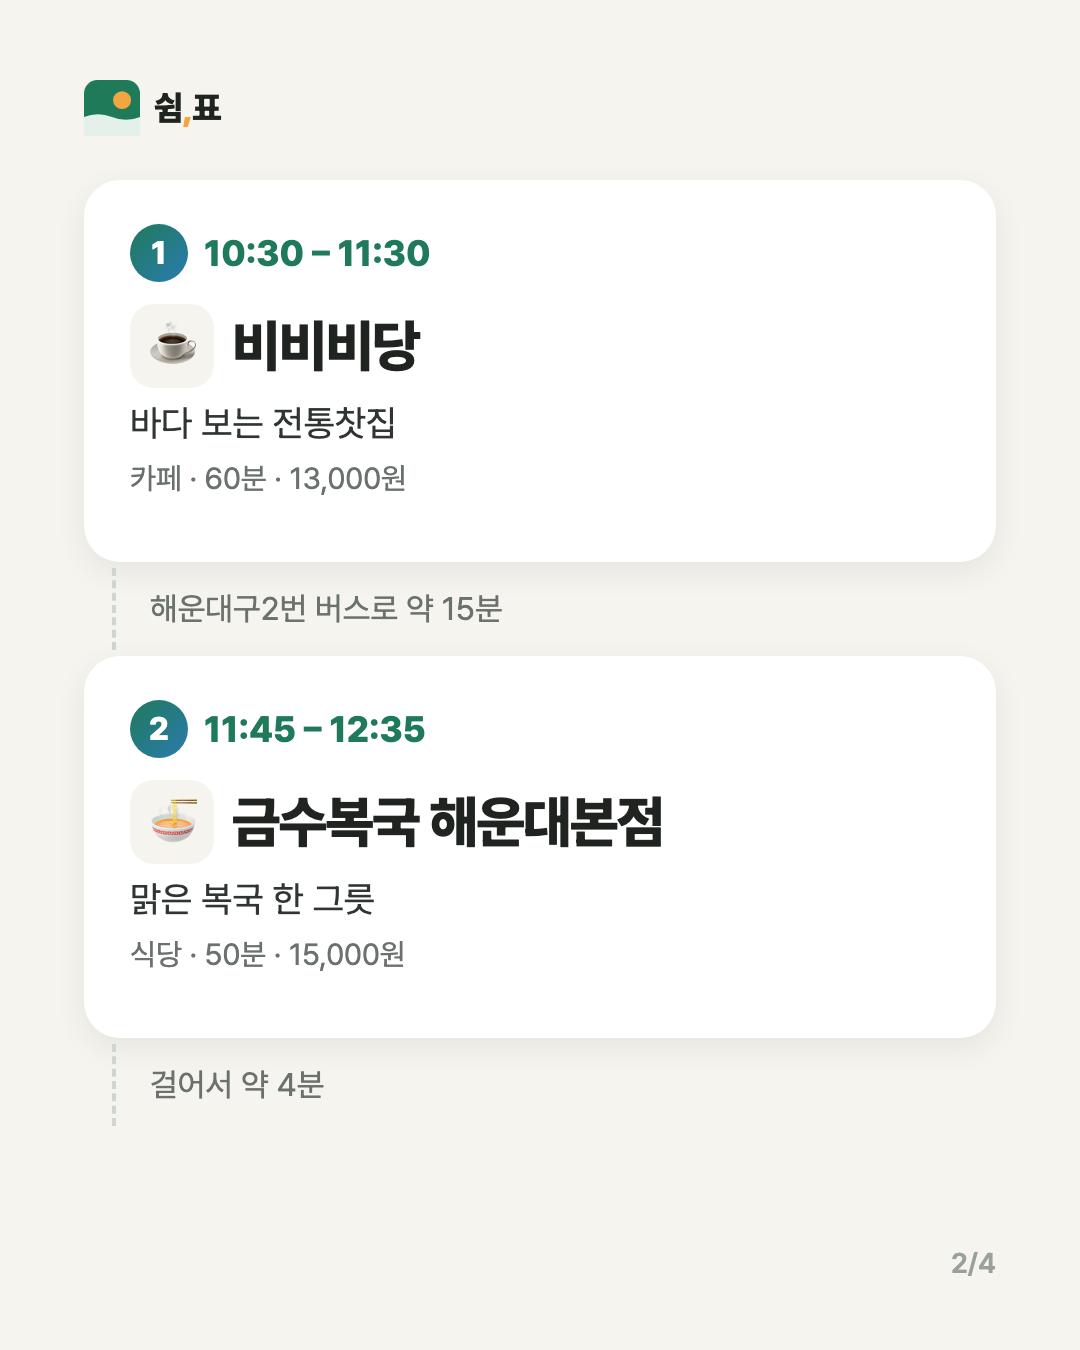 쉼,표
1 10:30 – 11:30
비비비당
바다 보는 전통찻집
카페 · 60분 · 13,000원
해운대구2번 버스로 약 15분
2 11:45 – 12:35
금수복국 해운대본점
맑은 복국 한 그릇
식당 · 50분 · 15,000원
걸어서 약 4분
2/4